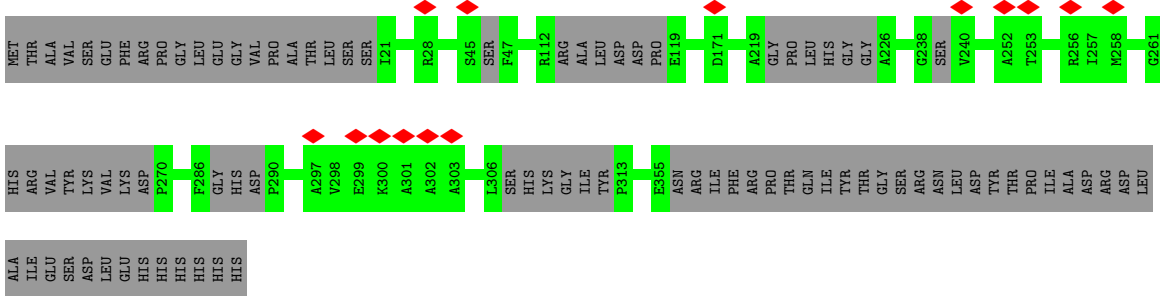 MET THR ALA VAL SER GLU PHE ARG PRO GLY LEU GLU GLY VAL PRO ALA THR LEU SER SER I21 R28 S45 SER F47 R112 ARG ALA LEU ASP ASP PRO E119 D171 A219 GLY PRO LEU HIS GLY GLY A226 G238 SER V240 A252 T253 R256 I257 M258 G261
HIS ARG VAL TYR LYS VAL LYS ASP P270 F286 GLY HIS ASP P290 A297 V298 E299 K300 A301 A302 A303 L306 SER HIS LYS GLY ILE TYR P313 E355 ASN ARG ILE PHE ARG PRO THR GLN ILE TYR THR GLY SER ARG ASN LEU ASP TYR THR PRO ILE ALA ASP ARG ASP LEU
ALA ILE GLU SER ASP LEU GLU HIS HIS HIS HIS HIS HIS